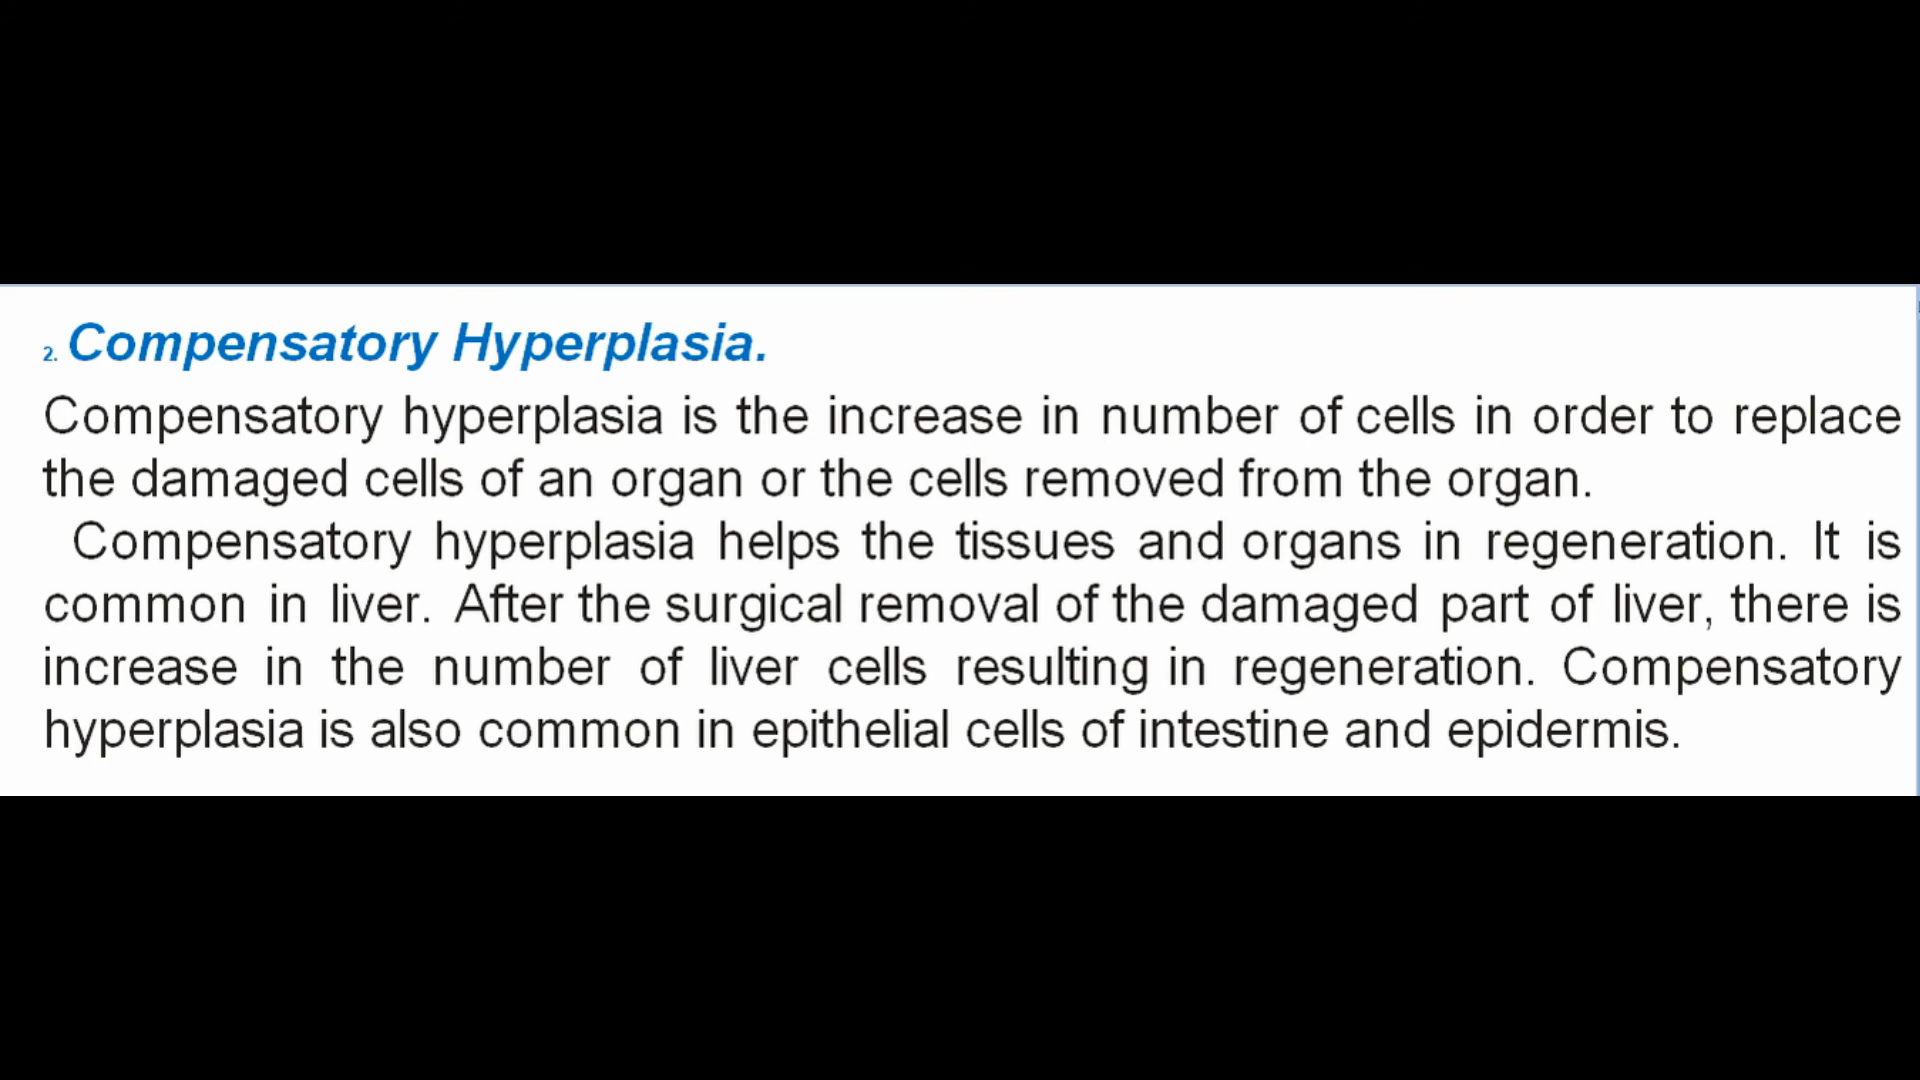 2. Compensatory Hyperplasia.
Compensatory hyperplasia is the increase in number of cells in order to replace
the damaged cells of an organ or the cells removed from the organ.
Compensatory hyperplasia helps the tissues and organs in regeneration. It is
common in liver. After the surgical removal of the damaged part of liver, there is
increase in the number of liver cells resulting in regeneration. Compensatory
hyperplasia is also common in epithelial cells of intestine and epidermis.